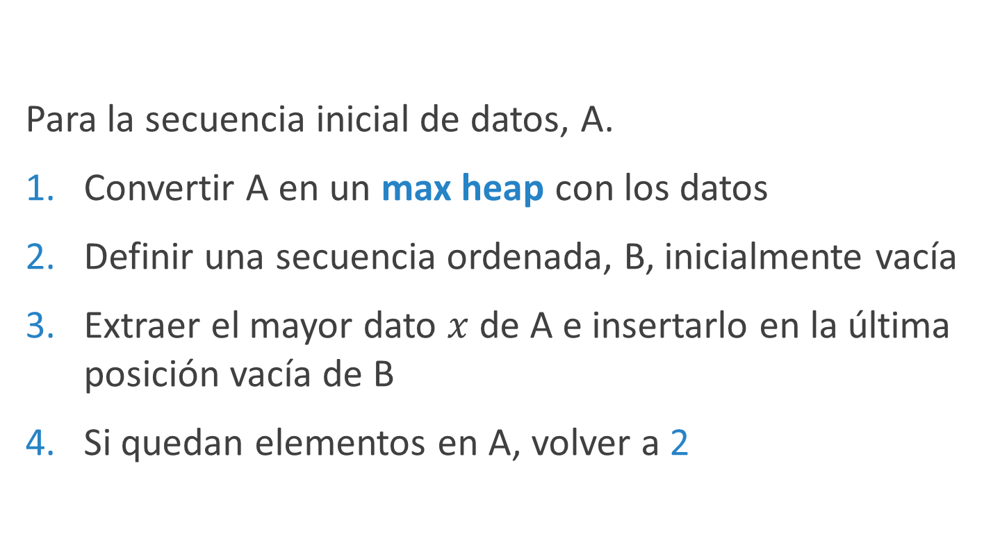 Para la secuencia inicial de datos, A.
1. Convertir A en un max heap con los datos
2. Definir una secuencia ordenada, B, inicialmente vacía
3. Extraer el mayor dato 𝑥 de A e insertarlo en la última
posición vacía de B
4. Si quedan elementos en A, volver a 2